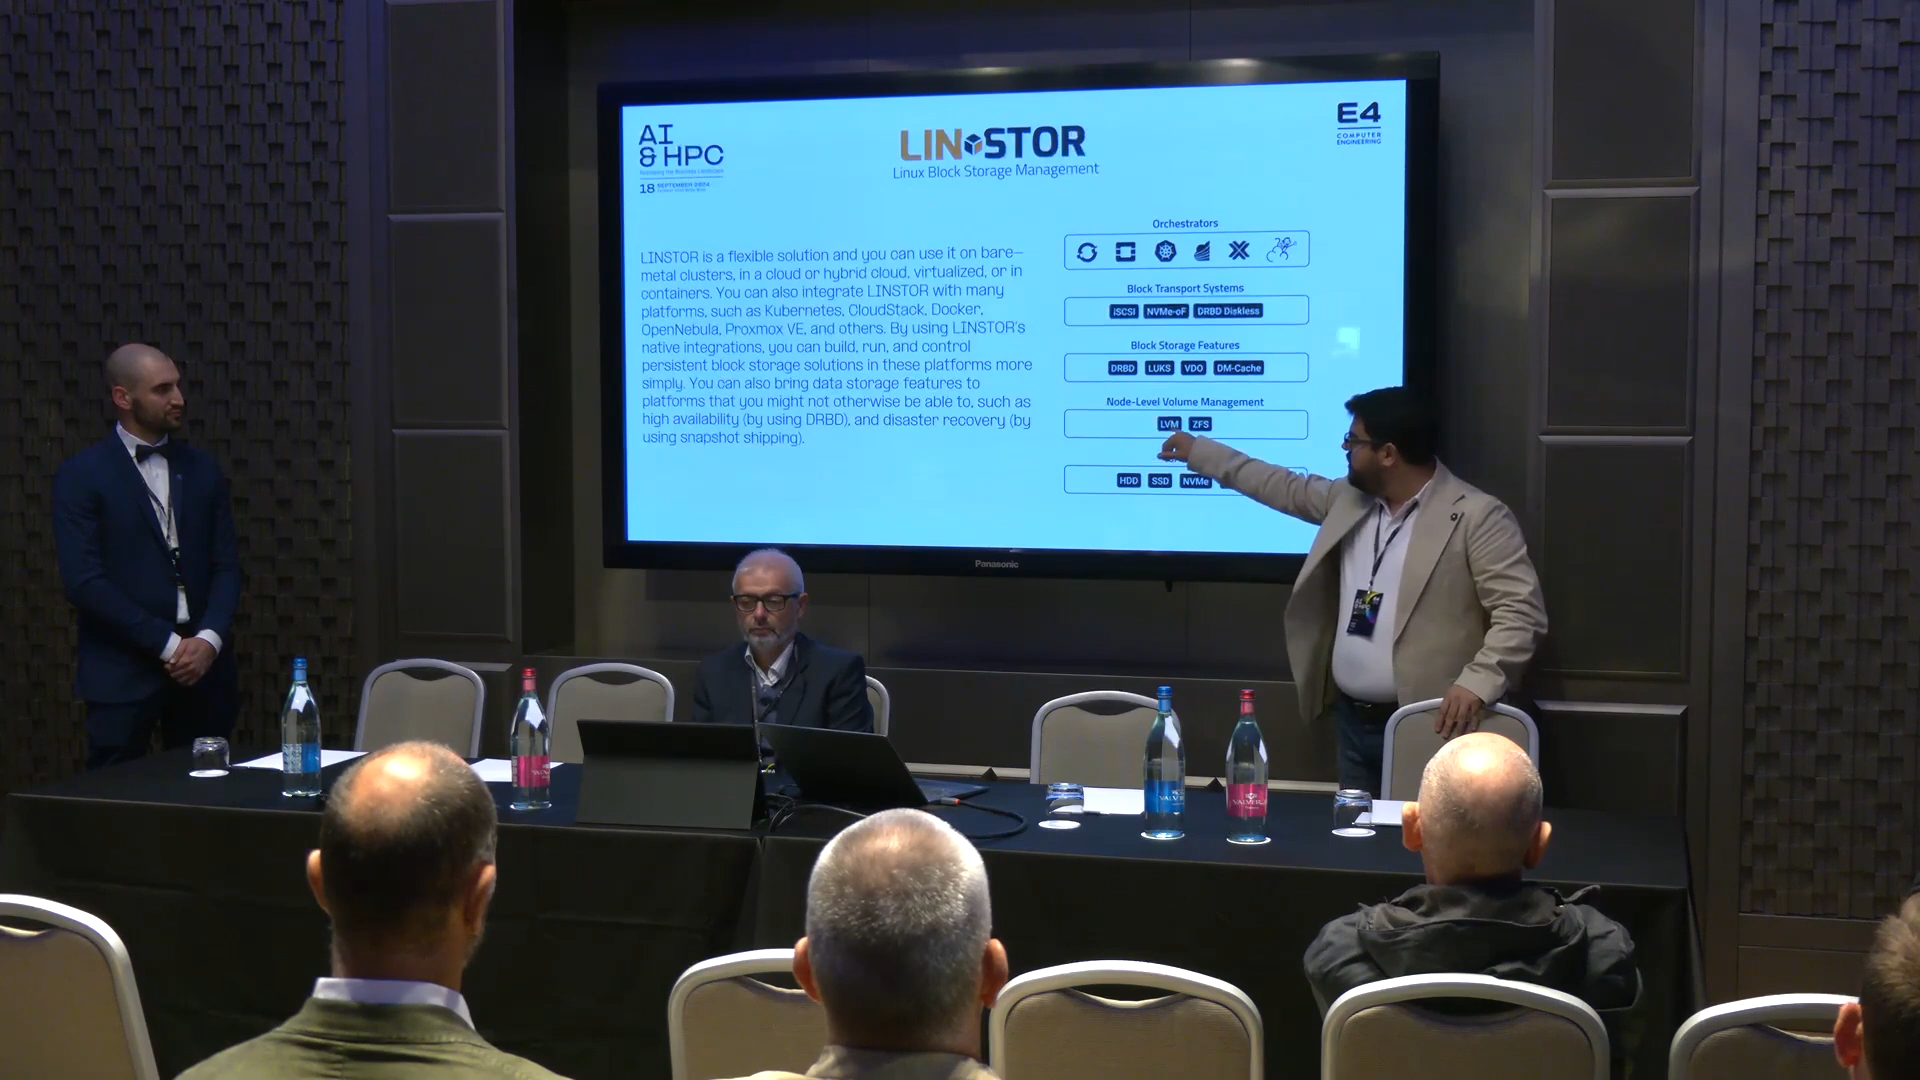 AI
& HPC
18 SEPTEMBER 2024
LINSTOR
Linux Block Storage Management
E4
COMPUTER
ENGINEERING
LINSTOR is a flexible solution and you can use it on bare-
metal clusters, in a cloud or hybrid cloud, virtualized, or in
containers. You can also integrate LINSTOR with many
platforms, such as Kubernetes, CloudStack, Docker,
OpenNebula, Proxmox VE, and others. By using LINSTOR's
native integrations, you can build, run, and control
persistent block storage solutions in these platforms more
simply. You can also bring data storage features to
platforms that you might not otherwise be able to, such as
high availability (by using DRBD), and disaster recovery (by
using snapshot shipping).
Orchestrators
Block Transport Systems
iSCSI NVMe-oF DRBD Diskless
Block Storage Features
DRBD LUKS VDO DM-Cache
Node-Level Volume Management
LVM ZFS
HDD SSD NVMe
Panasonic
AI
& HPC
E4
VALVERDE